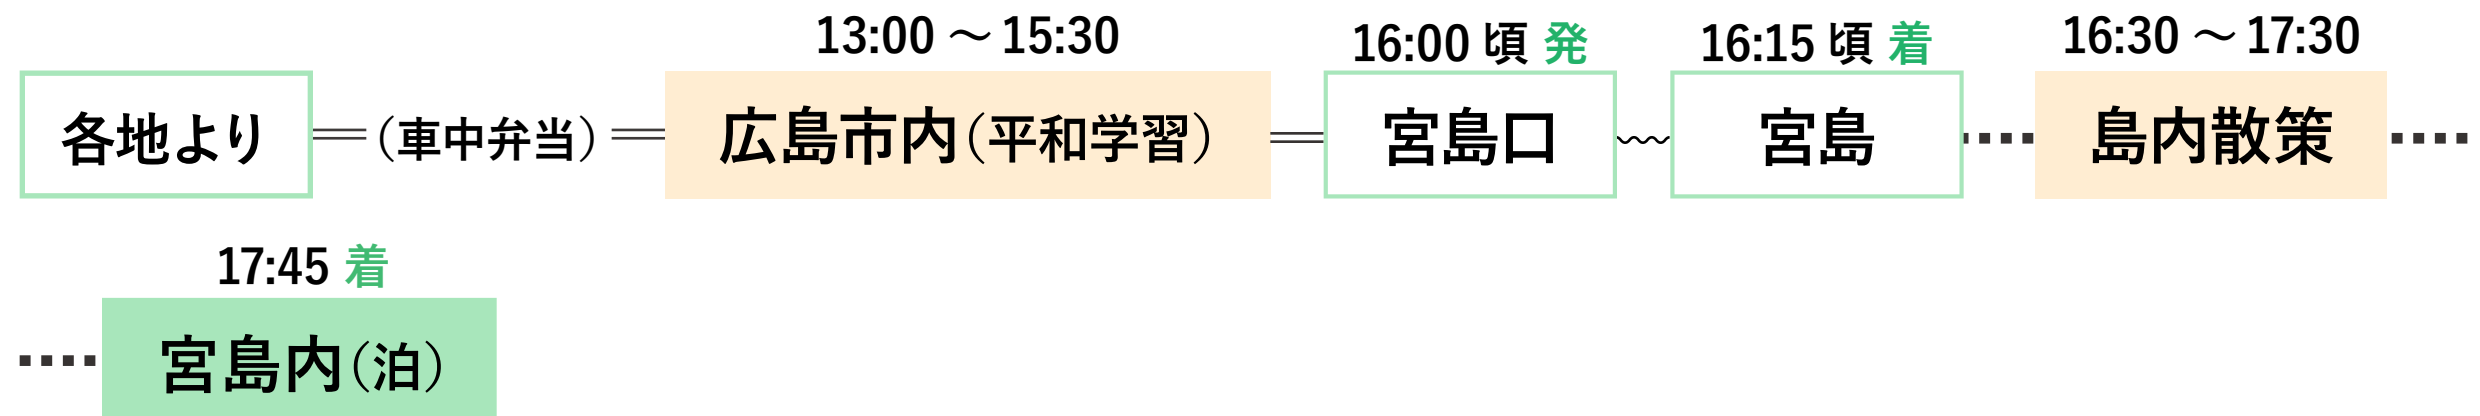 13:00 ～ 15:30 16:00 頃 発 16:15 頃 着 16:30 ～ 17:30
各地より （車中弁当） 広島市内（平和学習） 宮島口 宮島 島内散策
17:45 着
宮島内（泊）